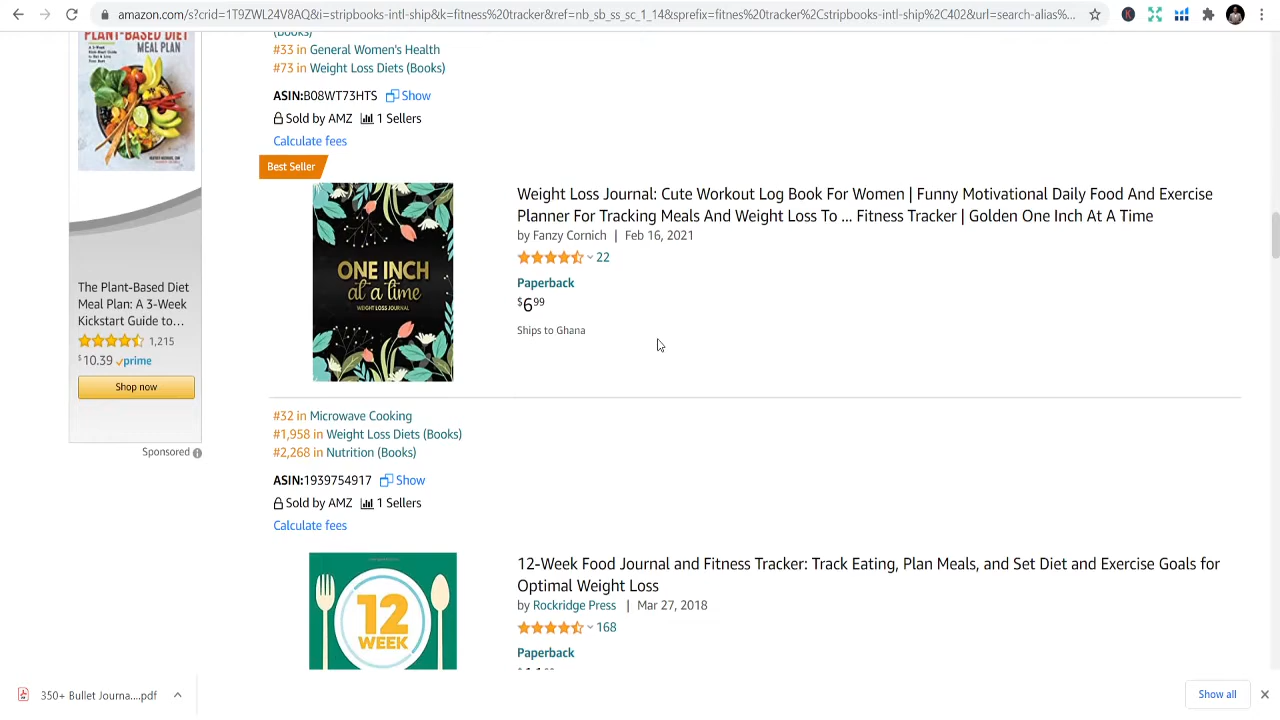 amazon.com/s?crid=1T9ZWL24V8AQ&i=stripbooks-intl-ship&k=fitness%20tracker&ref=nb_sb_ss_sc_1_14&sprefix=fitnes%20tracker%2Cstripbooks-intl-ship%2C402&url=search-alias%...
K
PLANT-BASED DIET
MEAL PLAN
The Plant-Based Diet
Meal Plan: A 3-Week
Kickstart Guide to...
1,215
$10.39 prime
Shop now
Sponsored
(Books)
#33 in General Women's Health
#73 in Weight Loss Diets (Books)
ASIN:B08WT73HTS Show
Sold by AMZ 1 Sellers
Calculate fees
Best Seller
ONE INCH
at a time
WEIGHT LOSS JOURNAL
Weight Loss Journal: Cute Workout Log Book For Women | Funny Motivational Daily Food And Exercise
Planner For Tracking Meals And Weight Loss To ... Fitness Tracker | Golden One Inch At A Time
by Fanzy Cornich | Feb 16, 2021
22
Paperback
$6 99
Ships to Ghana
#32 in Microwave Cooking
#1,958 in Weight Loss Diets (Books)
#2,268 in Nutrition (Books)
ASIN:1939754917 Show
Sold by AMZ 1 Sellers
Calculate fees
12
WEEK
12-Week Food Journal and Fitness Tracker: Track Eating, Plan Meals, and Set Diet and Exercise Goals for
Optimal Weight Loss
by Rockridge Press | Mar 27, 2018
168
Paperback
350+ Bullet Journa....pdf
Show all